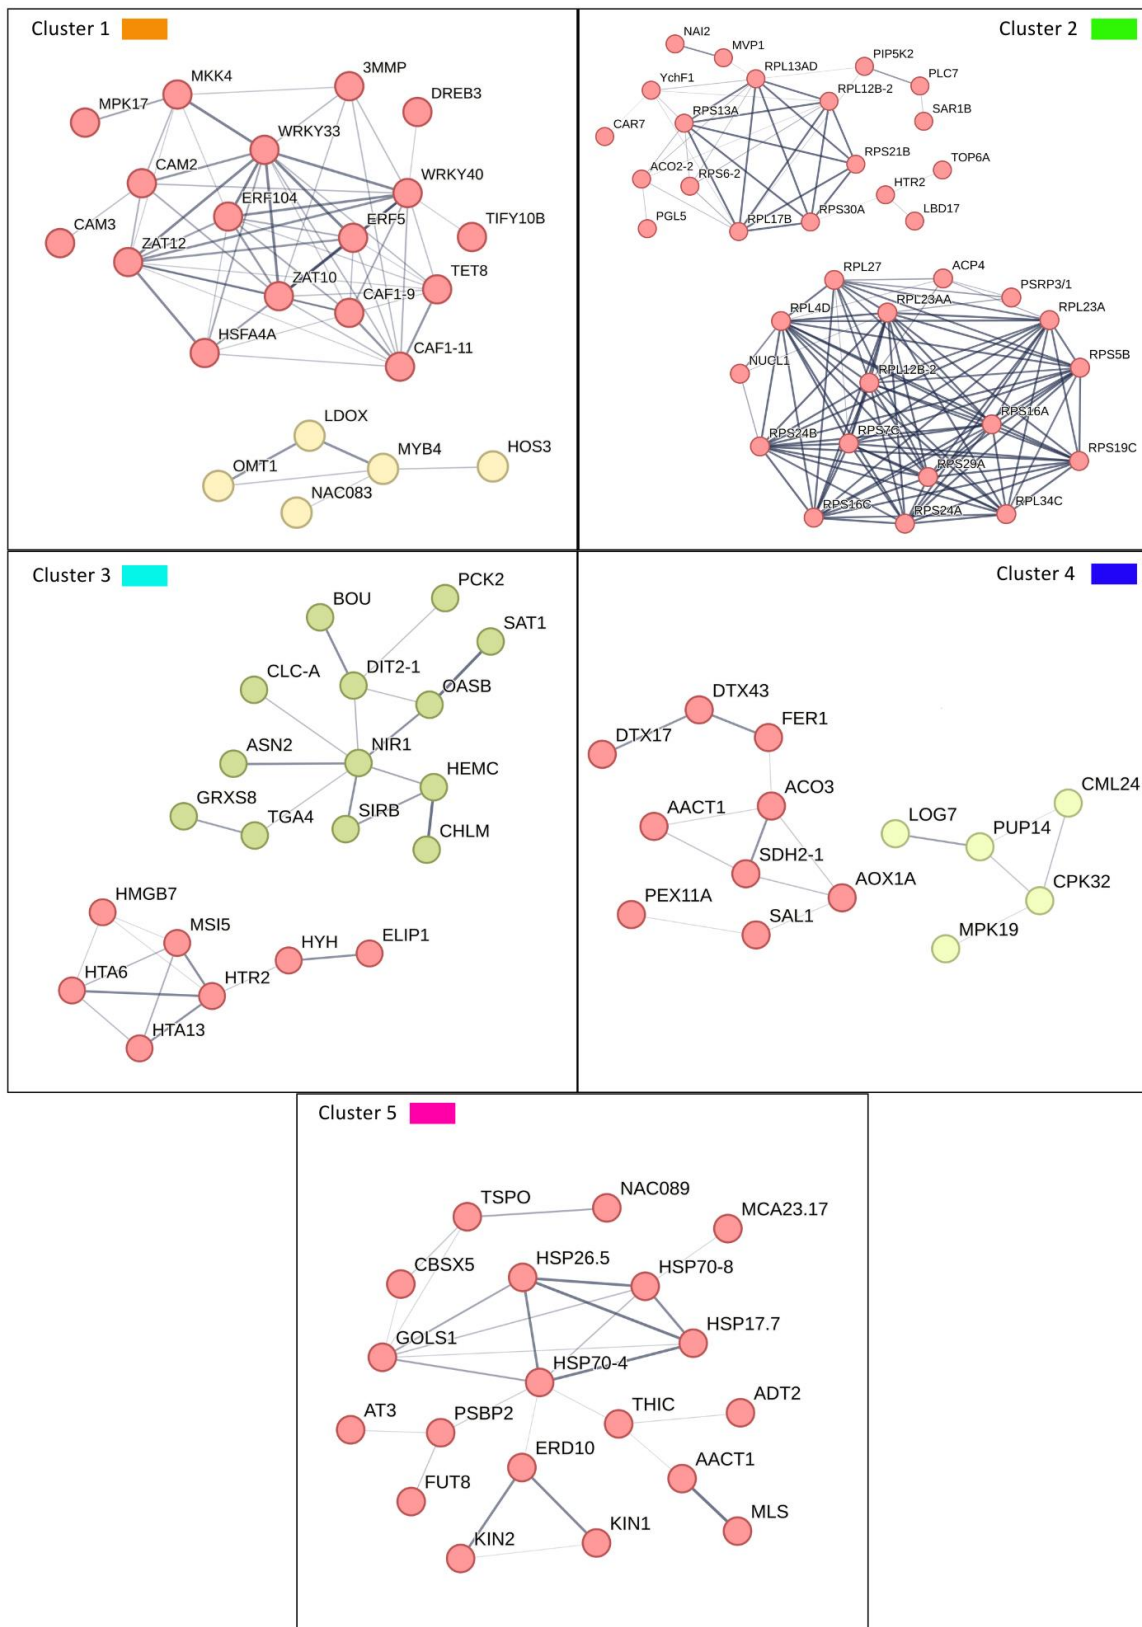 Cluster 1
MKK4
3MMP
MPK17
DREB3
WRKY33
CAM2
WRKY40
ERF104
CAM3
ERF5
TIFY10B
ZAT12
ZAT10
TET8
CAF1-9
HSFA4A
CAF1-11
LDOX
MYB4
HOS3
OMT1
NAC083
Cluster 2
NAI2
MVP1
PIP5K2
RPL13AD
YchF1
PLC7
RPL12B-2
RPS13A
SAR1B
CAR7
RPS21B
TOP6A
ACO2-2
RPS6-2
HTR2
PGL5
RPL17B
RPS30A
LBD17
RPL27
ACP4
PSRP3/1
RPL23AA
RPL4D
RPL23A
NUCL1
RPS5B
RPL12B-2
RPS16A
RPS24B
RPS7C
RPS19C
RPS29A
RPS16C
RPS24A
RPL34C
Cluster 3
PCK2
BOU
SAT1
CLC-A
DIT2-1
OASB
ASN2
NIR1
HEMC
GRXS8
TGA4
SIRB
CHLM
HMGB7
MSI5
HYH
ELIP1
HTA6
HTR2
HTA13
Cluster 4
DTX43
DTX17
FER1
CML24
ACO3
AACT1
LOG7
PUP14
SDH2-1
AOX1A
CPK32
PEX11A
SAL1
MPK19
Cluster 5
TSPO
NAC089
MCA23.17
CBSX5
HSP26.5
HSP70-8
HSP17.7
GOLS1
HSP70-4
AT3
PSBP2
THIC
ADT2
ERD10
AACT1
FUT8
MLS
KIN2
KIN1